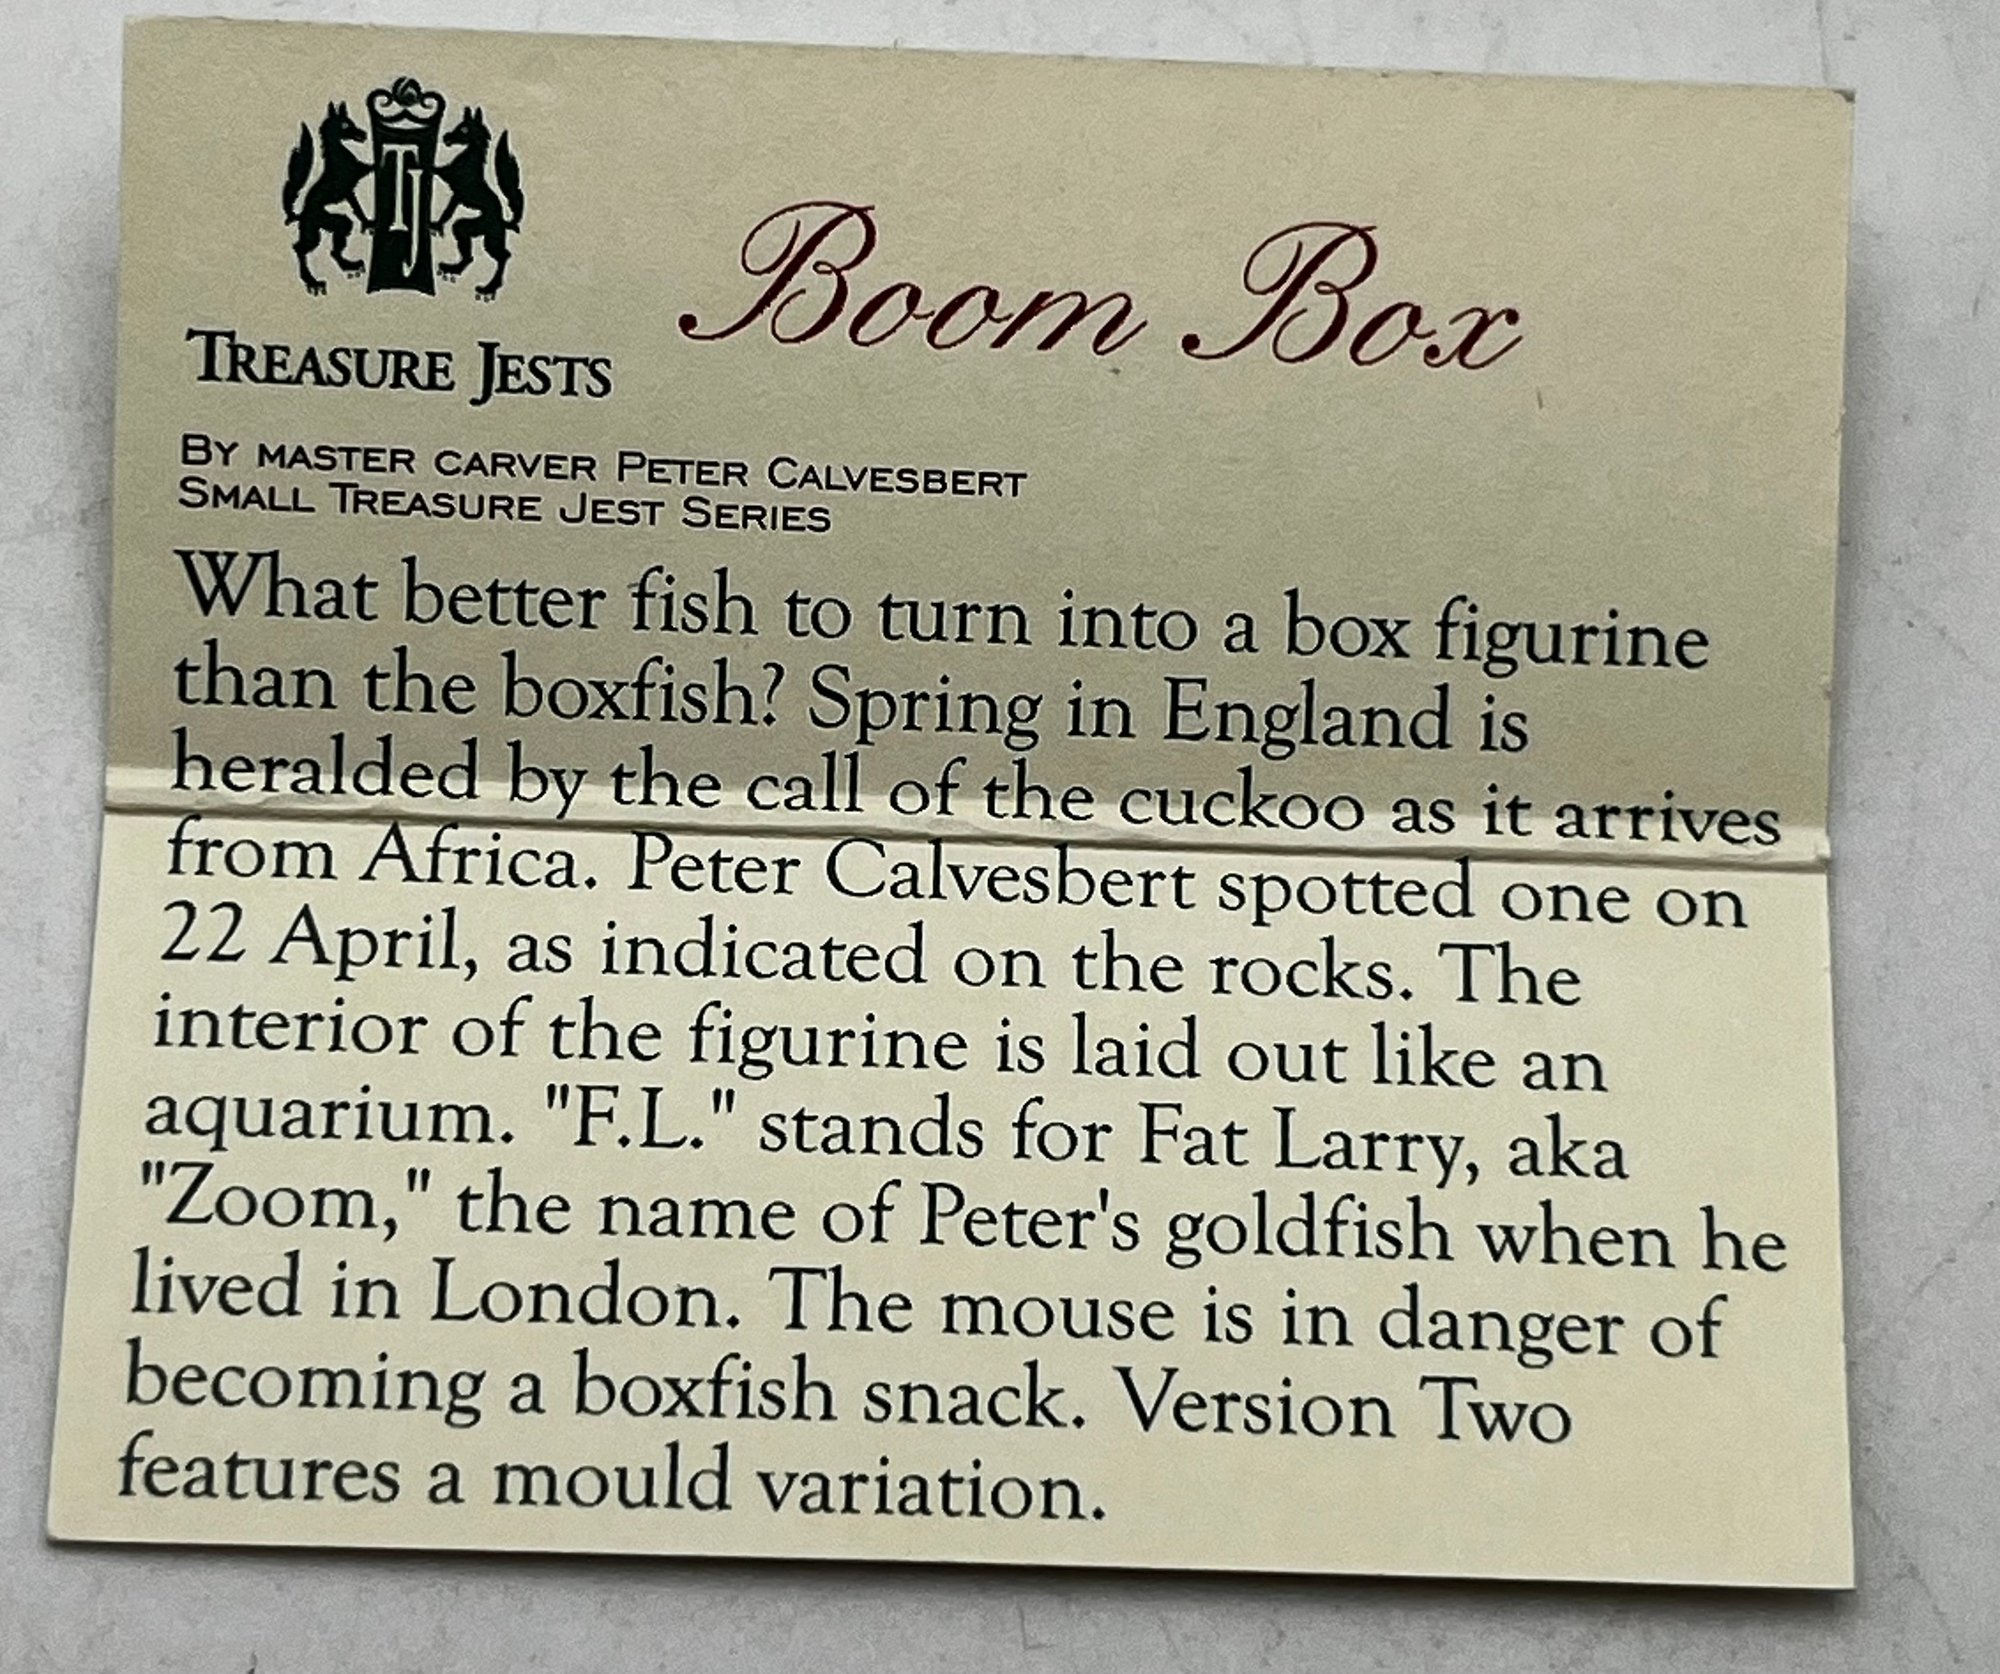 TJ
TREASURE JESTS
Boom Box
BY MASTER CARVER PETER CALVESBERT
SMALL TREASURE JEST SERIES
What better fish to turn into a box figurine
than the boxfish? Spring in England is
heralded by the call of the cuckoo as it arrives
from Africa. Peter Calvesbert spotted one on
22 April, as indicated on the rocks. The
interior of the figurine is laid out like an
aquarium. "F.L." stands for Fat Larry, aka
"Zoom," the name of Peter's goldfish when he
lived in London. The mouse is in danger of
becoming a boxfish snack. Version Two
features a mould variation.